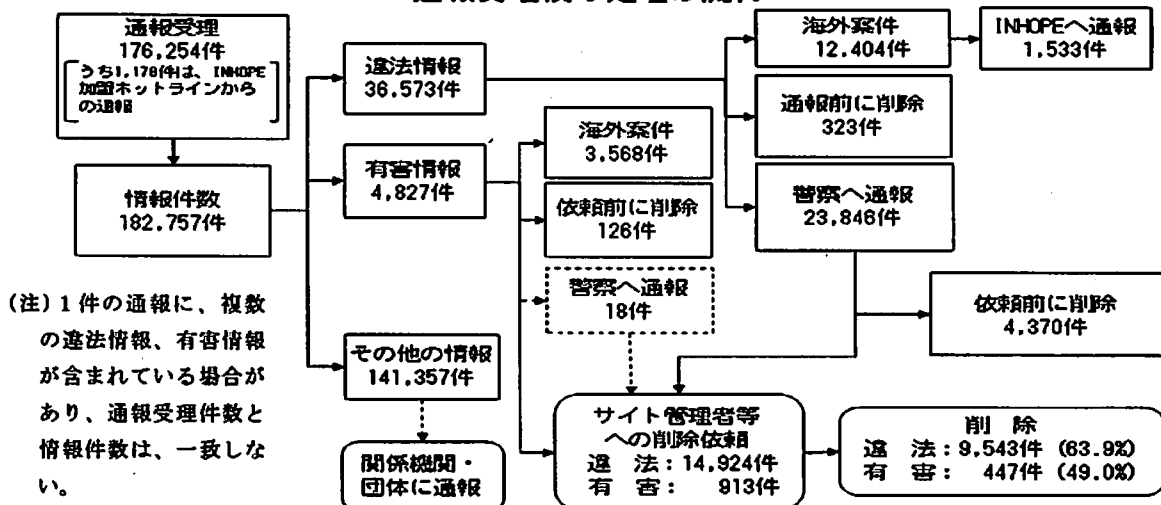 通報受理
176,254件
うち1,178件は、INHOPE
加盟ホットラインから
の通報
情報件数
182,757件
違法情報
36,573件
有害情報
4,827件
その他の情報
141,357件
関係機関・
団体に通報
海外案件
3,568件
依頼前に削除
126件
警察へ通報
18件
サイト管理者等
への削除依頼
違 法：14,924件
有 害： 913件
海外案件
12,404件
INHOPEへ通報
1,533件
通報前に削除
323件
警察へ通報
23,846件
依頼前に削除
4,370件
削 除
違 法：9,543件 (63.9%)
有 害： 447件 (49.0%)
(注) 1件の通報に、複数
の違法情報、有害情報
が含まれている場合が
あり、通報受理件数と
情報件数は、一致しな
い。